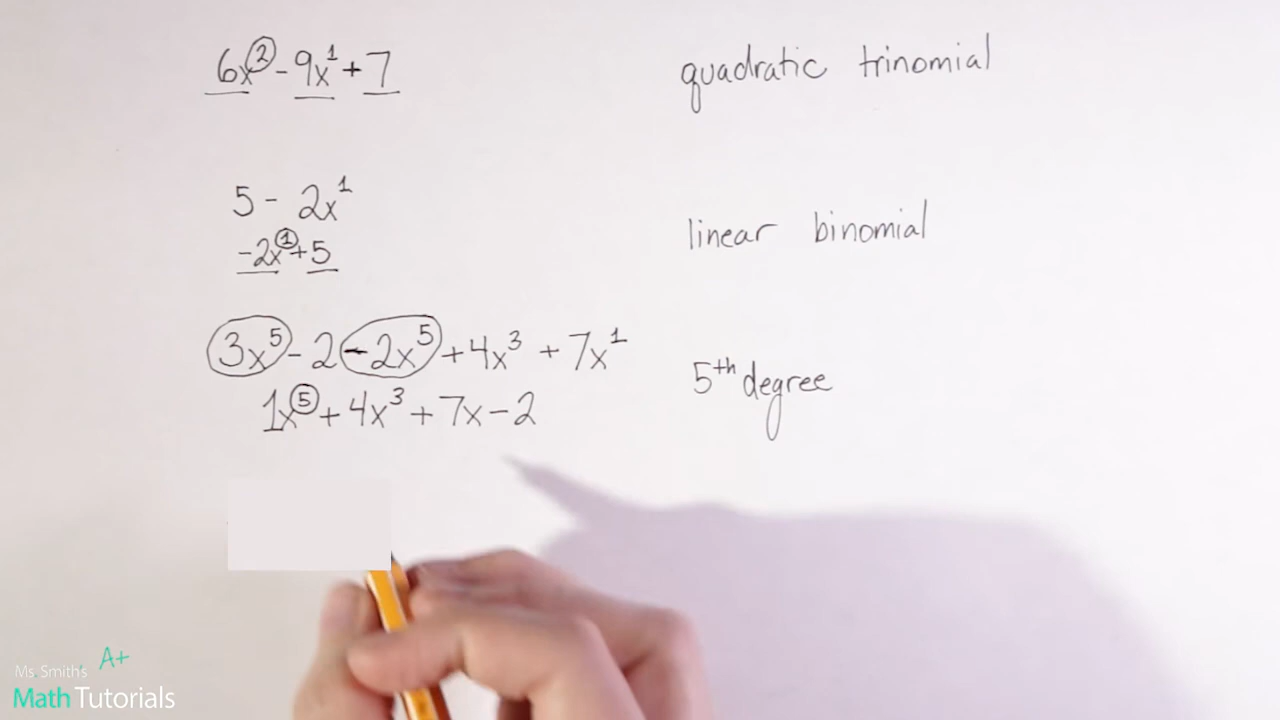 6x² - 9x¹ + 7 quadratic trinomial
5 - 2x¹
-2x¹ + 5 linear binomial
3x⁵ - 2 - 2x⁵ + 4x³ + 7x¹
5ᵗʰ degree
1x⁵ + 4x³ + 7x - 2
Ms. Smith's A+
Math Tutorials